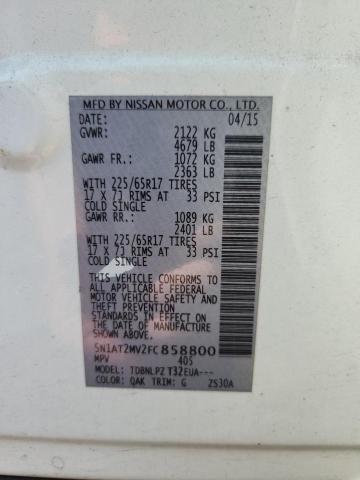 MFD BY NISSAN MOTOR CO., LTD.
DATE: 04/15
GVWR: 2122 KG
4679 LB
GAWR FR.: 1072 KG
2363 LB
WITH 225/65R17 TIRES
17 X 7J RIMS AT 33 PSI
COLD SINGLE
GAWR RR.: 1089 KG
2401 LB
WITH 225/65R17 TIRES
17 X 7J RIMS AT 33 PSI
COLD SINGLE
THIS VEHICLE CONFORMS TO
ALL APPLICABLE FEDERAL
MOTOR VEHICLE SAFETY AND
THEFT PREVENTION
STANDARDS IN EFFECT ON
THE DATE OF MANUFACTURE
SHOWN ABOVE.
5N1AT2MV2FC858800
MPV 405
MODEL: TDBNLPZ T32EUA---
COLOR: QAK TRIM: G ZS30A